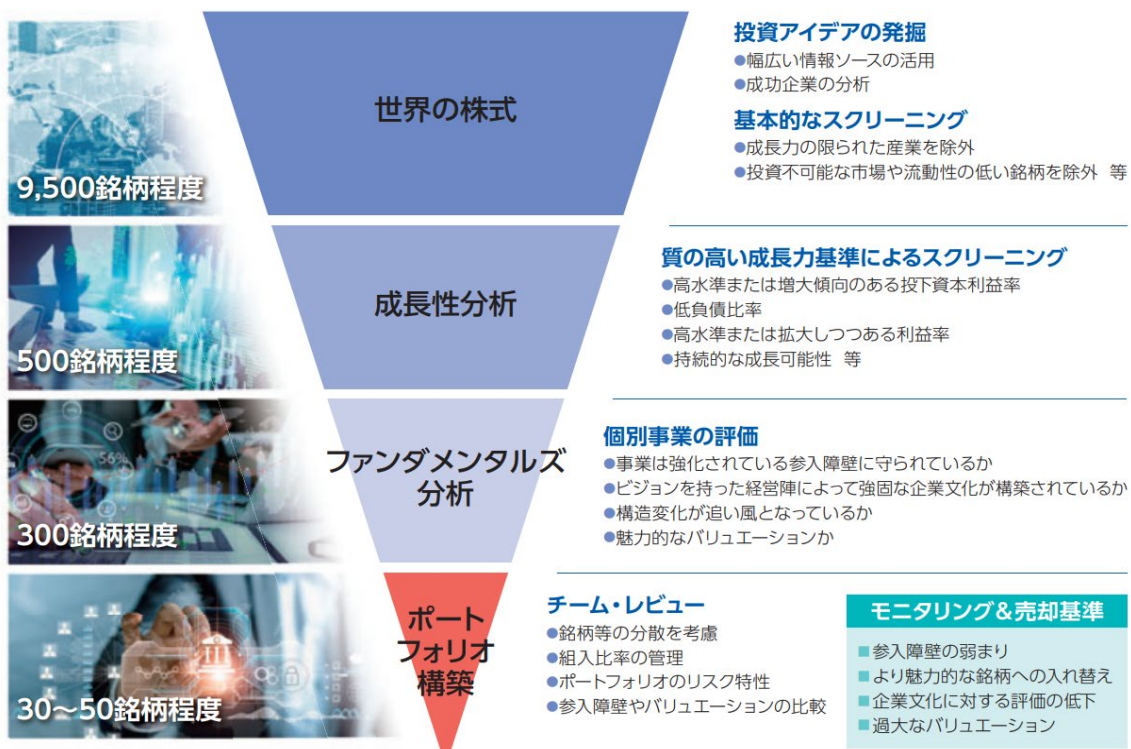 世界の株式
9,500銘柄程度
投資アイデアの発掘
●幅広い情報ソースの活用
●成功企業の分析
基本的なスクリーニング
●成長力の限られた産業を除外
●投資不可能な市場や流動性の低い銘柄を除外 等
成長性分析
500銘柄程度
質の高い成長力基準によるスクリーニング
●高水準または増大傾向のある投下資本利益率
●低負債比率
●高水準または拡大しつつある利益率
●持続的な成長可能性 等
ファンダメンタルズ
分析
56%
300銘柄程度
個別事業の評価
●事業は強化されている参入障壁に守られているか
●ビジョンを持った経営陣によって強固な企業文化が構築されているか
●構造変化が追い風となっているか
●魅力的なバリュエーションか
ポート
フォリオ
構築
30～50銘柄程度
チーム・レビュー
●銘柄等の分散を考慮
●組入比率の管理
●ポートフォリオのリスク特性
●参入障壁やバリュエーションの比較
モニタリング&売却基準
■参入障壁の弱まり
■より魅力的な銘柄への入れ替え
■企業文化に対する評価の低下
■過大なバリュエーション